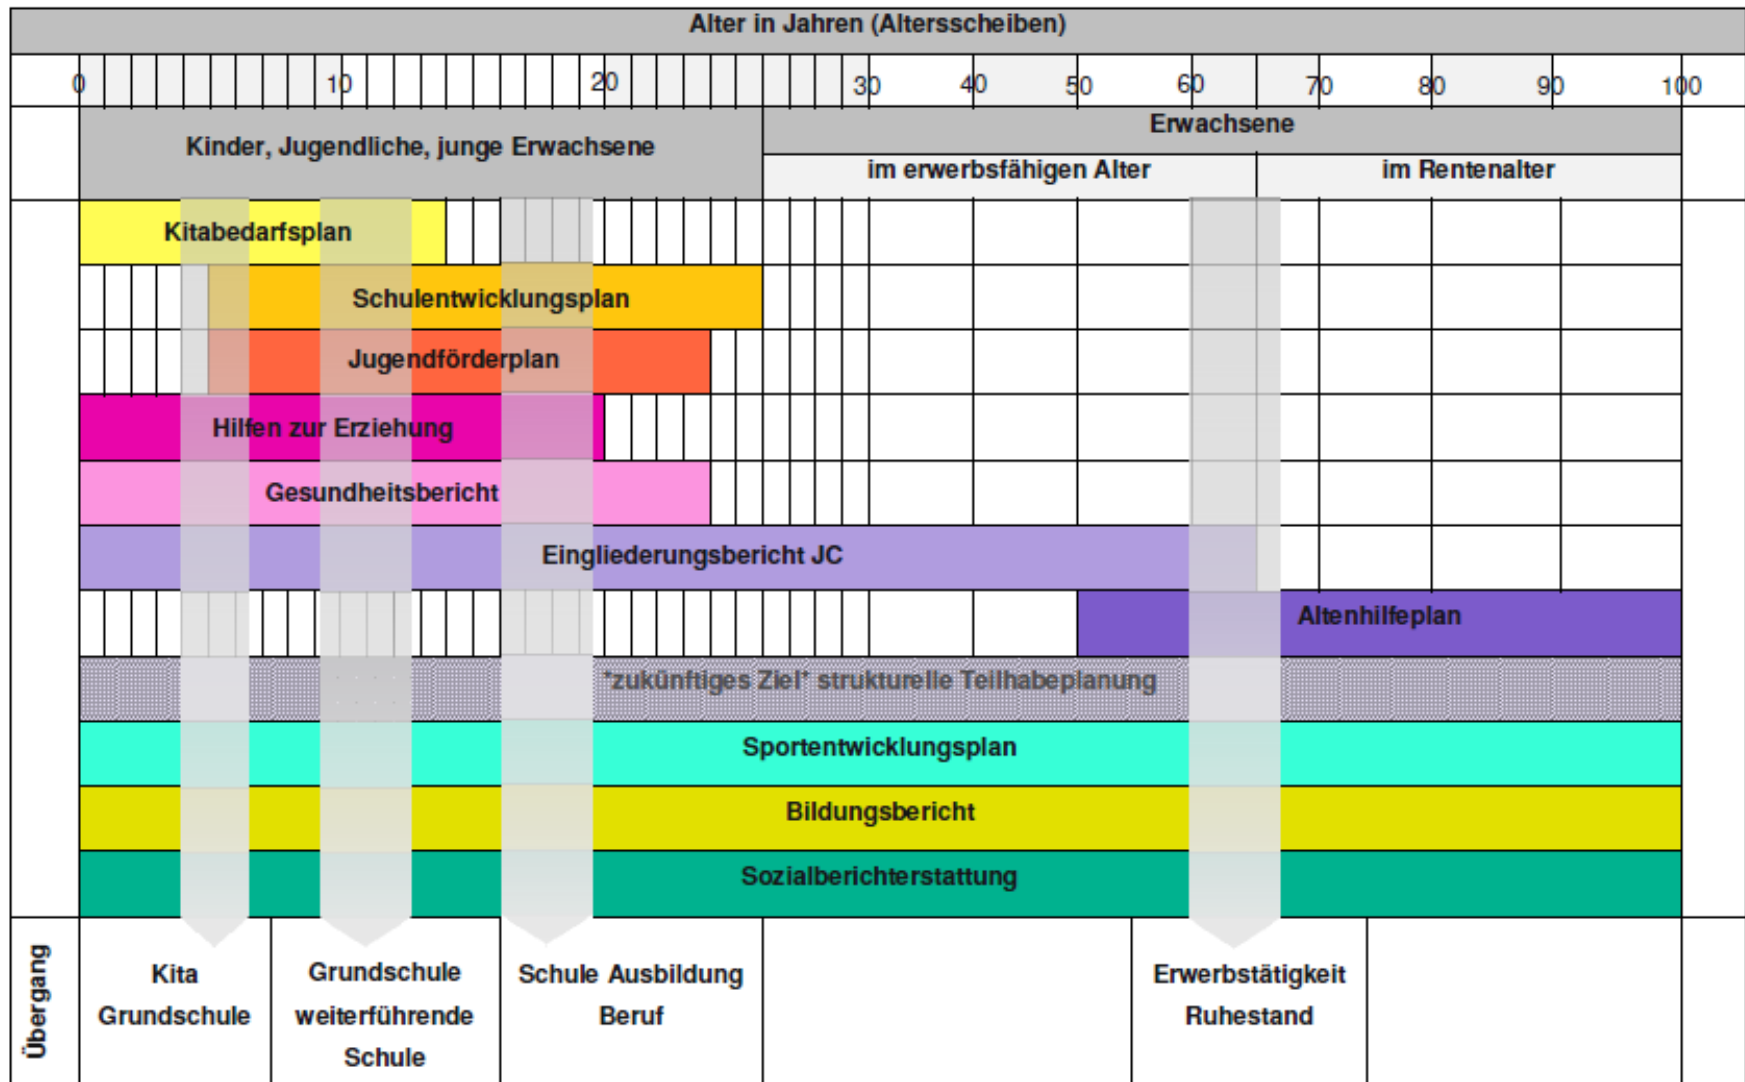 Alter in Jahren (Altersscheiben)
0 10 20 30 40 50 60 70 80 90 100
Kinder, Jugendliche, junge Erwachsene
Erwachsene
im erwerbsfähigen Alter
im Rentenalter
Kitabedarfsplan
Schulentwicklungsplan
Jugendförderplan
Hilfen zur Erziehung
Gesundheitsbericht
Eingliederungsbericht JC
Altenhilfeplan
*zukünftiges Ziel* strukturelle Teilhabeplanung
Sportentwicklungsplan
Bildungsbericht
Sozialberichterstattung
Übergang
Kita
Grundschule
Grundschule
weiterführende
Schule
Schule Ausbildung
Beruf
Erwerbstätigkeit
Ruhestand